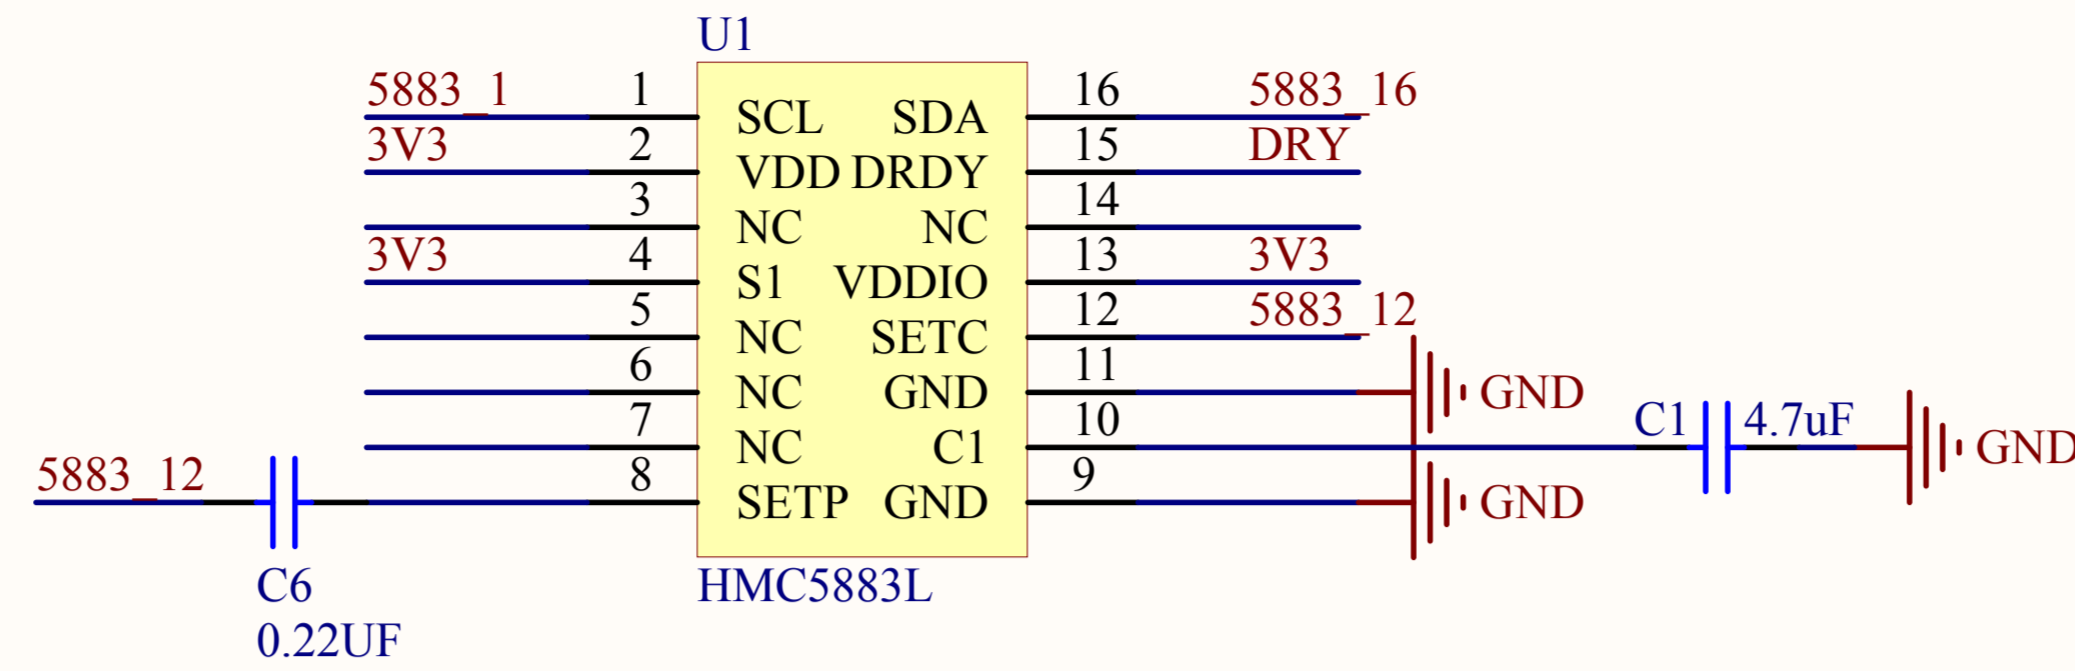 U1
5883_1 1 SCL SDA 16 5883_16
3V3 2 VDD DRDY 15 DRY
3 NC NC 14
3V3 4 S1 VDDIO 13 3V3
5 NC SETC 12 5883_12
6 NC GND 11 GND
7 NC C1 10 C1 4.7uF GND
5883_12 8 SETP GND 9 GND
C6 HMC5883L
0.22UF